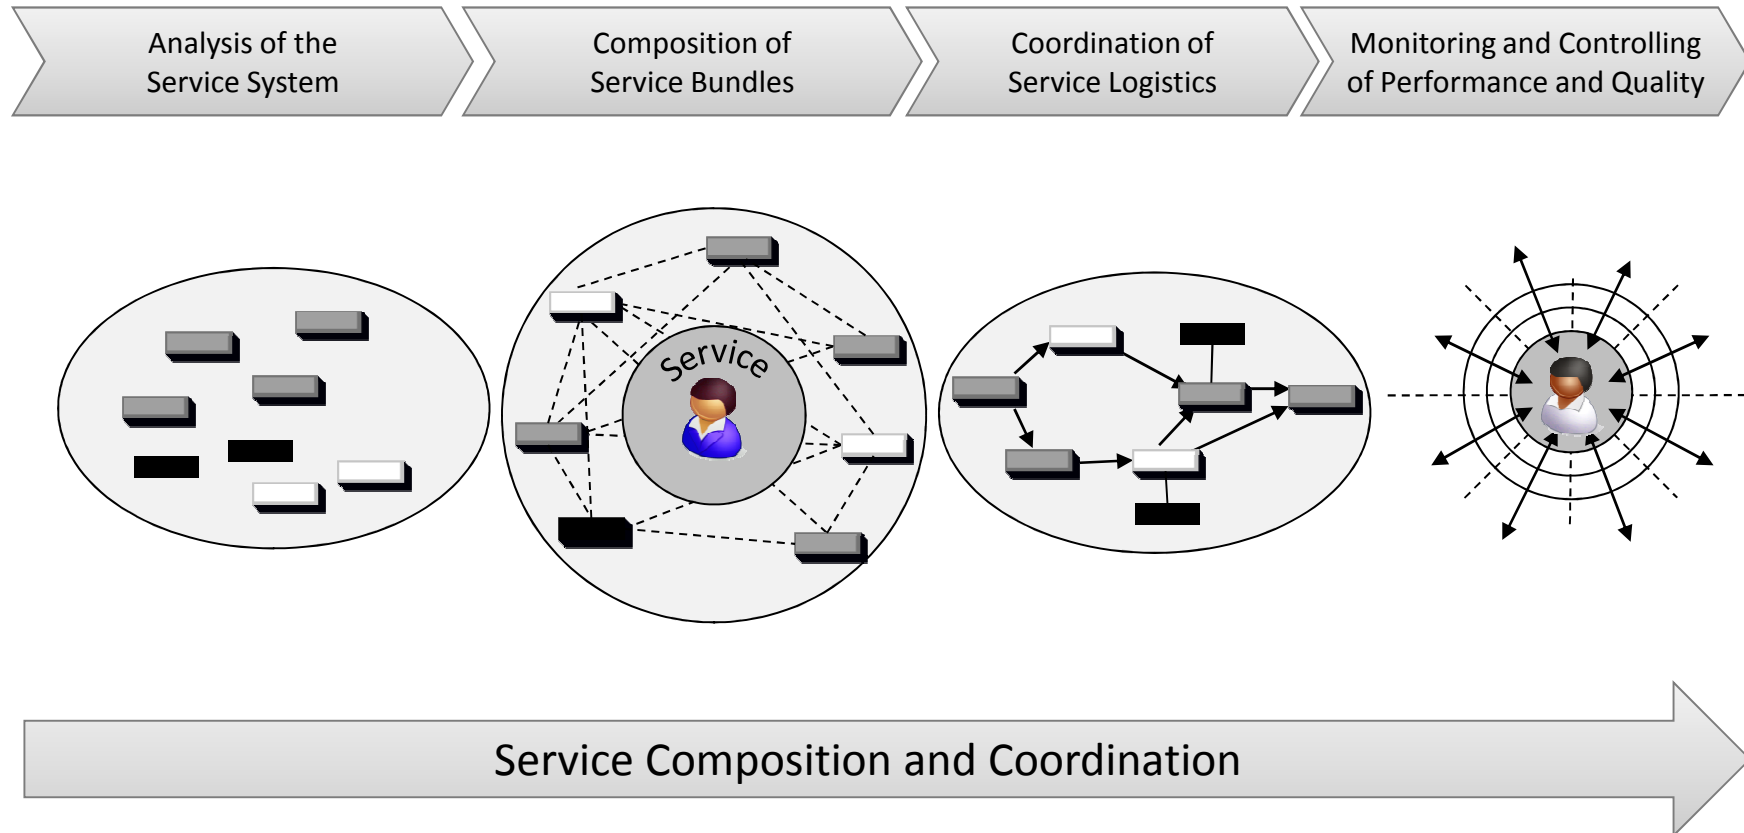 Analysis of the
Service System
Composition of
Service Bundles
Coordination of
Service Logistics
Monitoring and Controlling
of Performance and Quality
Service
Service Composition and Coordination